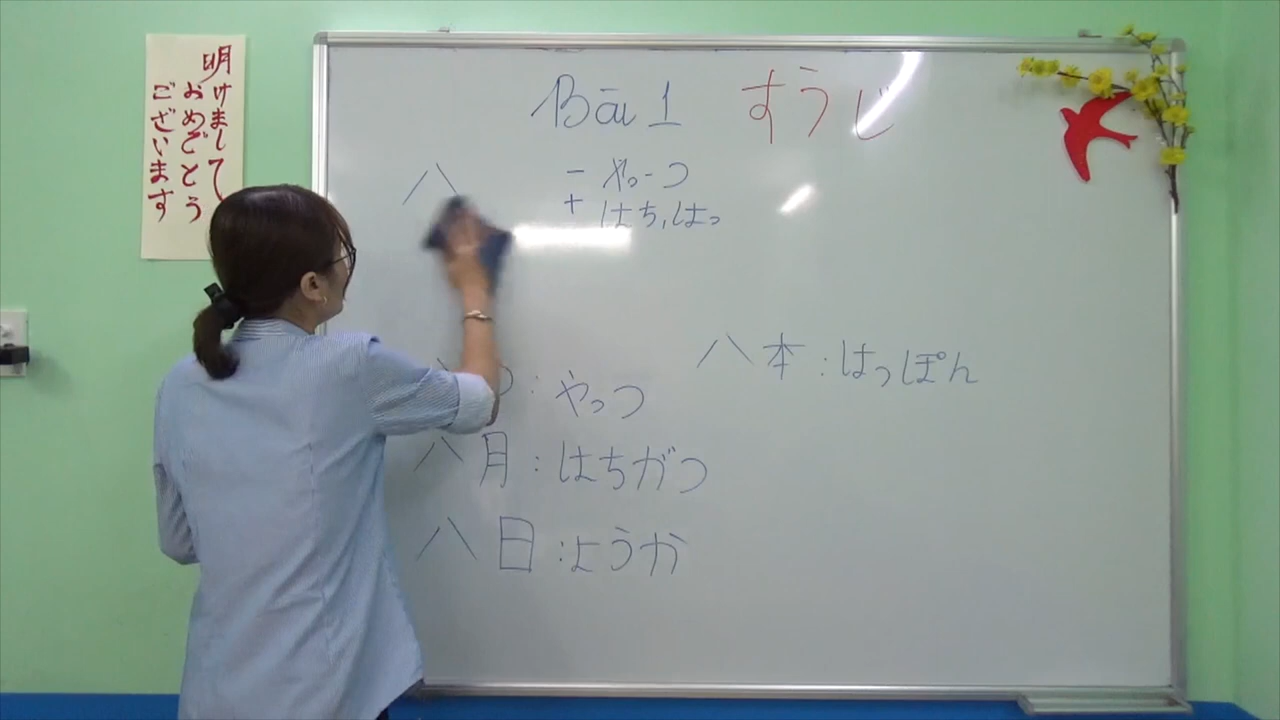 明けまして
おめでとう
ございます
Bài 1 すうじ
八
- やっ-つ
+ はち,はっ
つ:やっつ
八本:はっぽん
八月:はちがつ
八日:ようか